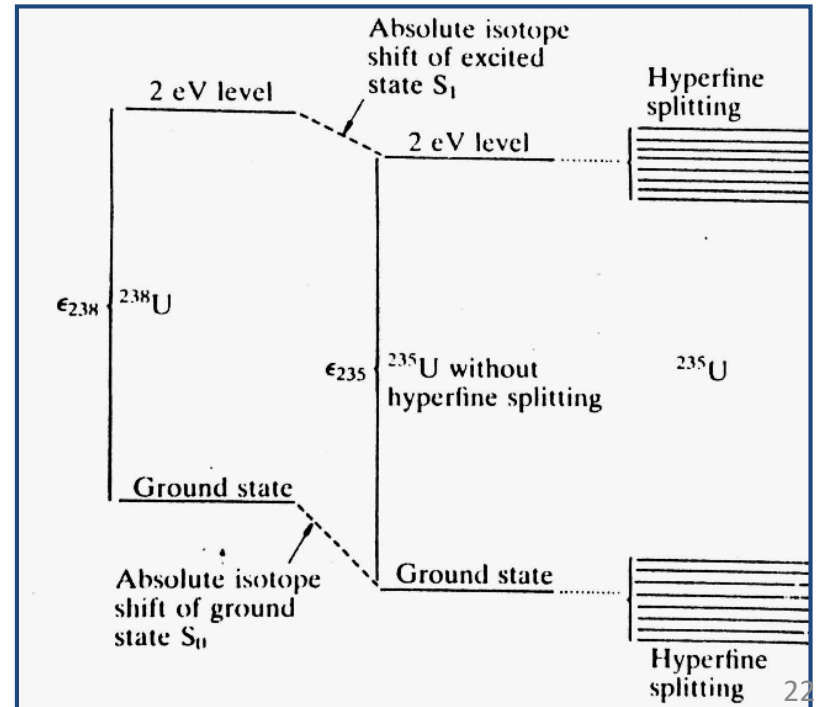 Absolute isotope
shift of excited
state S₁
Hyperfine
splitting
2 eV level
2 eV level
ϵ₂₃₈
²³⁸U
ϵ₂₃₅
²³⁵U without
hyperfine splitting
²³⁵U
Ground state
Absolute isotope
shift of ground
state S₀
Ground state
Hyperfine
splitting
22